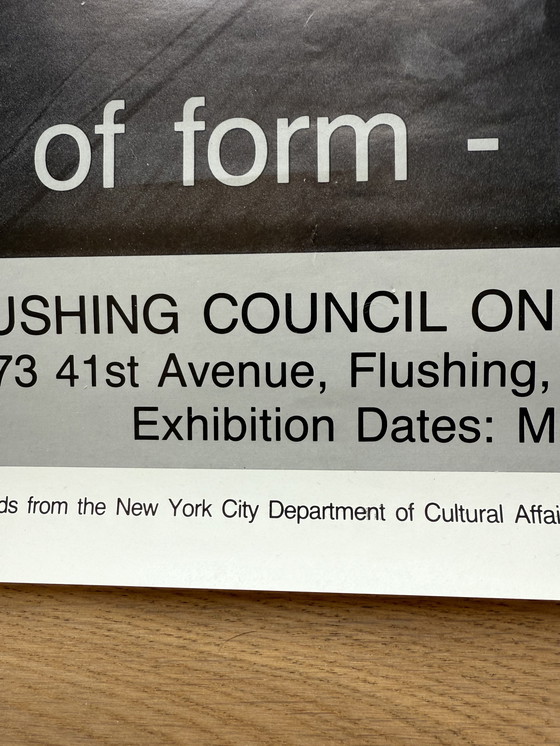 of form -
USHING COUNCIL ON
73 41st Avenue, Flushing,
Exhibition Dates: M
ds from the New York City Department of Cultural Affai